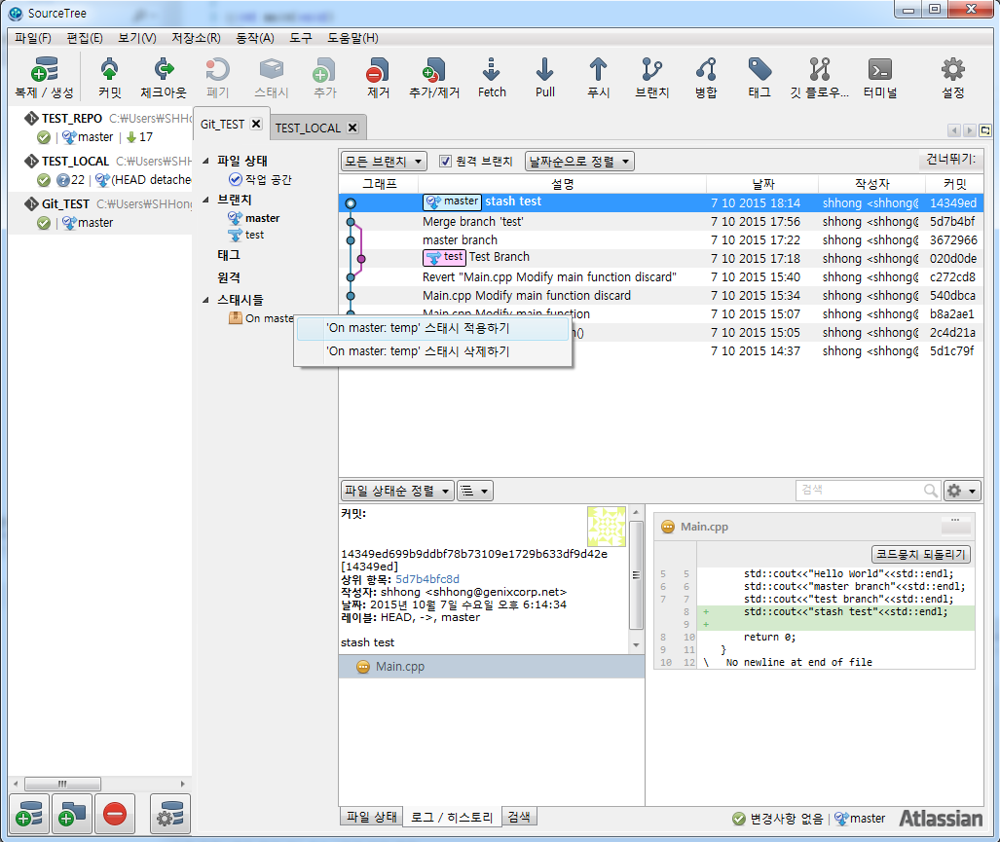 SourceTree
파일(F) 편집(E) 보기(V) 저장소(R) 동작(A) 도구 도움말(H)
복제 / 생성 커밋 체크아웃 폐기 스태시 추가 제거 추가/제거 Fetch Pull 푸시 브랜치 병합 태그 깃 플로우... 터미널 설정
TEST_REPO C:₩Users₩SHHo
master 17
TEST_LOCAL C:₩Users₩SHH
22 (HEAD detache
Git_TEST C:₩Users₩SHHong
master
Git_TEST TEST_LOCAL
파일 상태
작업 공간
브랜치
master
test
태그
원격
스태시들
On maste
모든 브랜치 원격 브랜치 날짜순으로 정렬 건너뛰기:
그래프 설명 날짜 작성자 커밋
master stash test 7 10 2015 18:14 shhong <shhong@ 14349ed
Merge branch 'test' 7 10 2015 17:56 shhong <shhong@ 5d7b4bf
master branch 7 10 2015 17:22 shhong <shhong@ 3672966
test Test Branch 7 10 2015 17:18 shhong <shhong@ 020d0de
Revert "Main.cpp Modify main function discard" 7 10 2015 15:40 shhong <shhong@ c272cd8
Main.cpp Modify main function discard 7 10 2015 15:34 shhong <shhong@ 540dbca
Main.cpp Modify main function 7 10 2015 15:07 shhong <shhong@ b8a2ae1
() 7 10 2015 15:05 shhong <shhong@ 2c4d21a
7 10 2015 14:37 shhong <shhong@ 5d1c79f
'On master: temp' 스태시 적용하기
'On master: temp' 스태시 삭제하기
파일 상태순 정렬 검색
커밋:
14349ed699b9ddbf78b73109e1729b633df9d42e
[14349ed]
상위 항목: 5d7b4bfc8d
작성자: shhong <shhong@genixcorp.net>
날짜: 2015년 10월 7일 수요일 오후 6:14:34
레이블: HEAD, ->, master
stash test
Main.cpp
Main.cpp
코드뭉치 되돌리기
5 5 std::cout<<"Hello World"<<std::endl;
6 6 std::cout<<"master branch"<<std::endl;
7 7 std::cout<<"test branch"<<std::endl;
8 + std::cout<<"stash test"<<std::endl;
9 +
8 10 return 0;
9 11 }
10 12 \ No newline at end of file
파일 상태 로그 / 히스토리 검색
변경사항 없음 master Atlassian